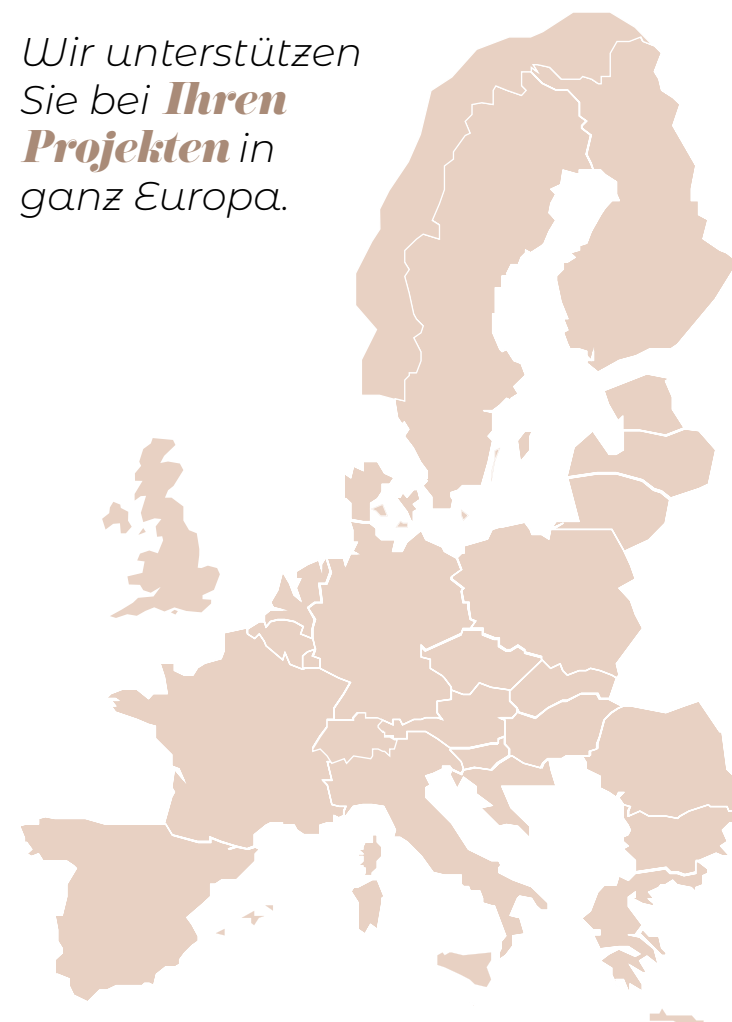 Wir unterstützen
Sie bei Ihren
Projekten in
ganz Europa.